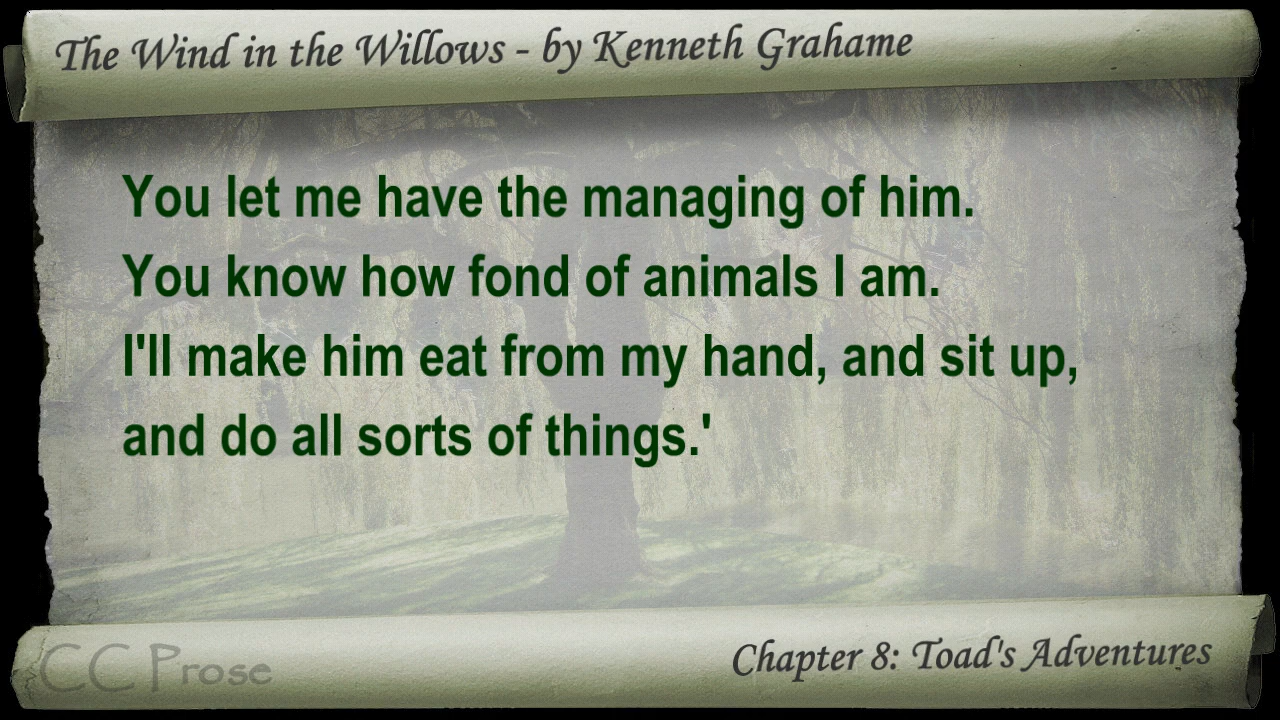 The Wind in the Willows - by Kenneth Grahame
You let me have the managing of him.
You know how fond of animals I am.
I'll make him eat from my hand, and sit up,
and do all sorts of things.'
CC Prose
Chapter 8: Toad's Adventures